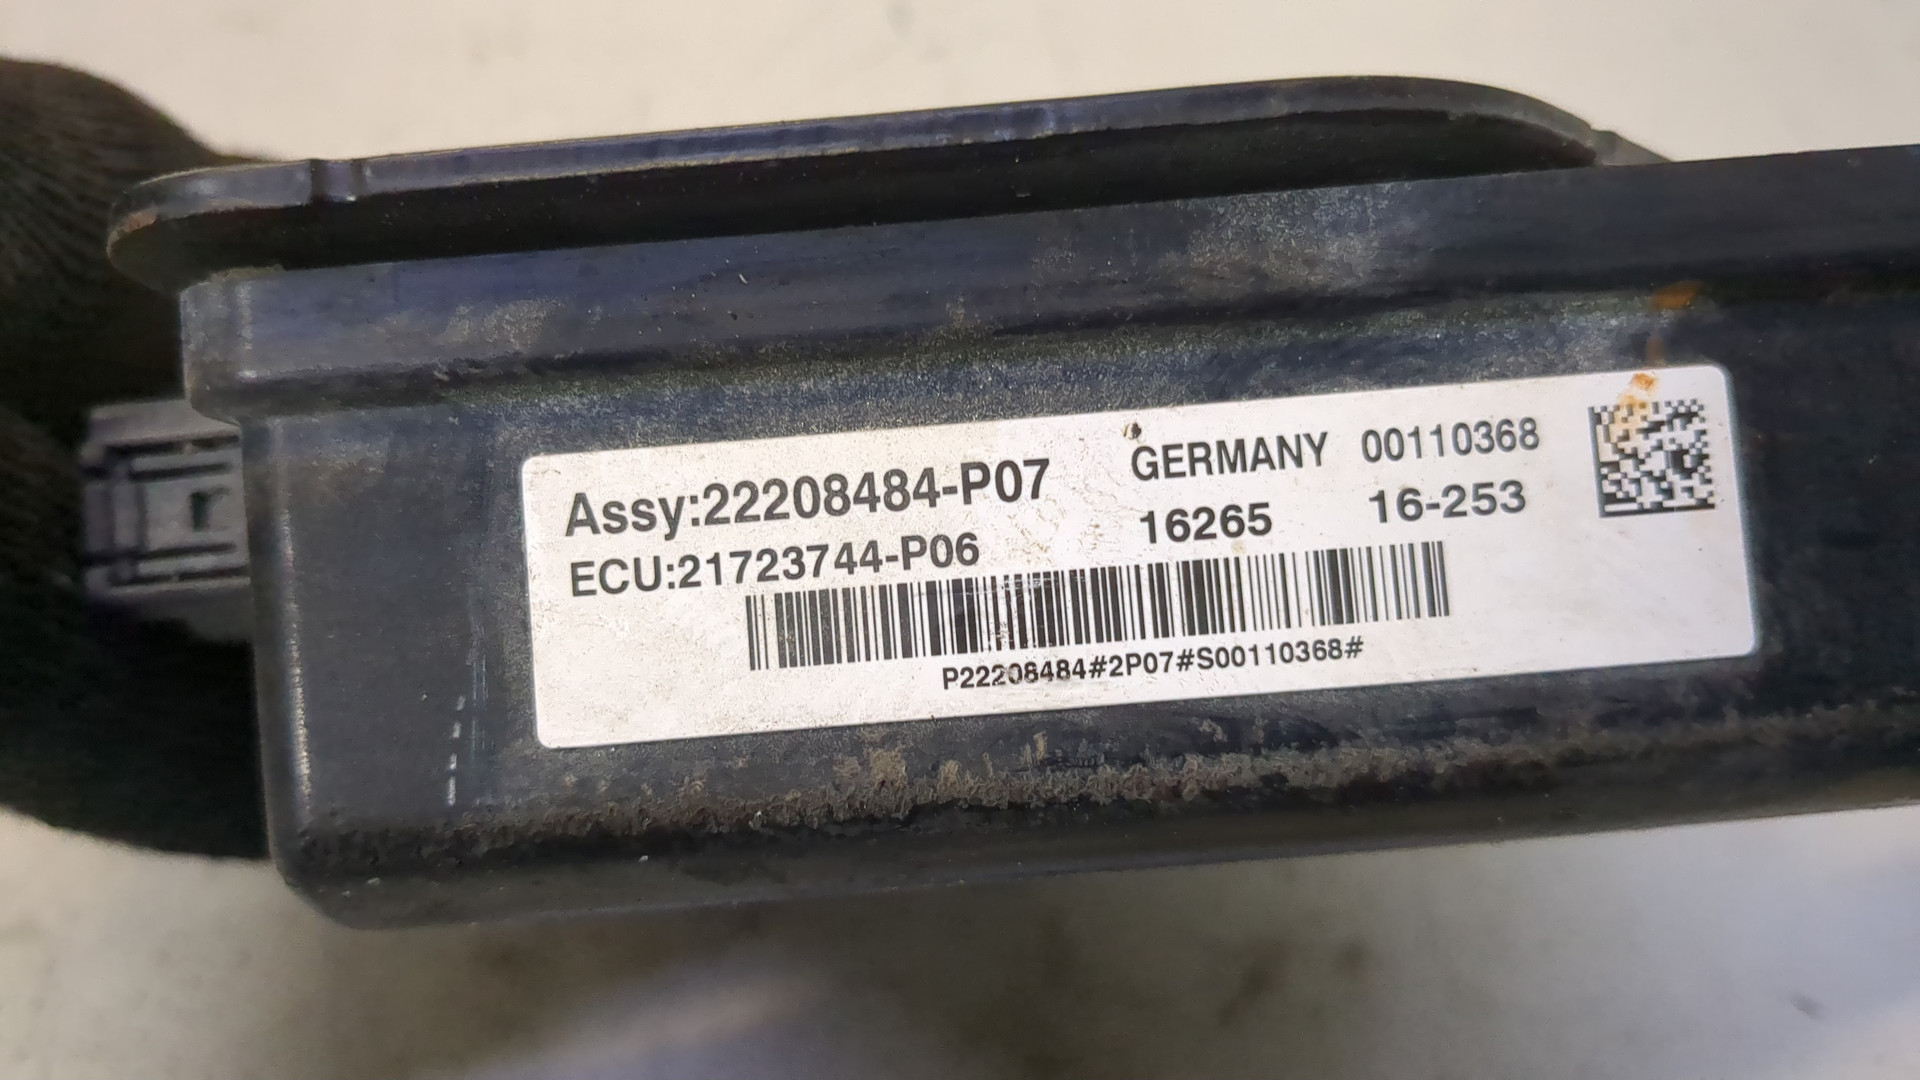 Assy:22208484-P07 GERMANY 00110368
ECU:21723744-P06 16265 16-253
P22208484#2P07#S00110368#